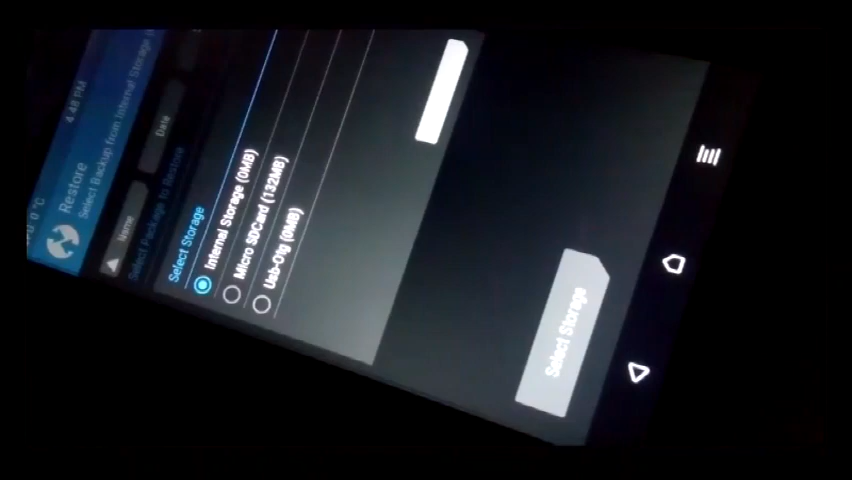 4:48 PM
Restore
Select Backup from Internal Storage
Name
Date
Select Package to Restore
Select Storage
Internal Storage (0MB)
Micro SDCard (132MB)
Usb-Otg (0MB)
Select Storage